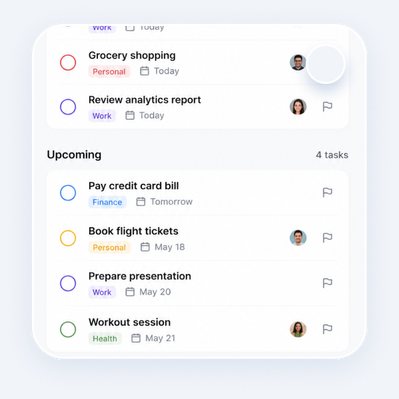 Work Today
Grocery shopping
Personal Today
Review analytics report
Work Today
Upcoming 4 tasks
Pay credit card bill
Finance Tomorrow
Book flight tickets
Personal May 18
Prepare presentation
Work May 20
Workout session
Health May 21